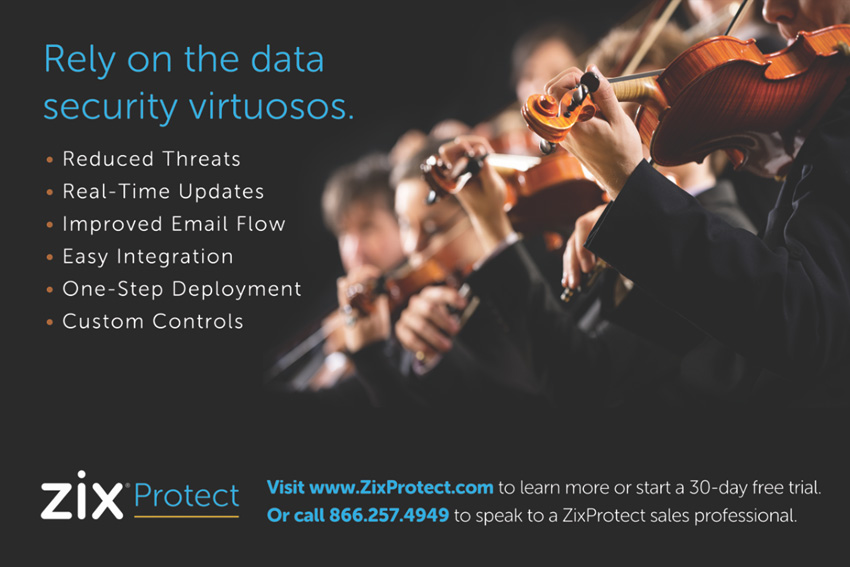 Rely on the data
security virtuosos.
• Reduced Threats
• Real-Time Updates
• Improved Email Flow
• Easy Integration
• One-Step Deployment
• Custom Controls
zix® Protect
Visit www.ZixProtect.com to learn more or start a 30-day free trial.
Or call 866.257.4949 to speak to a ZixProtect sales professional.